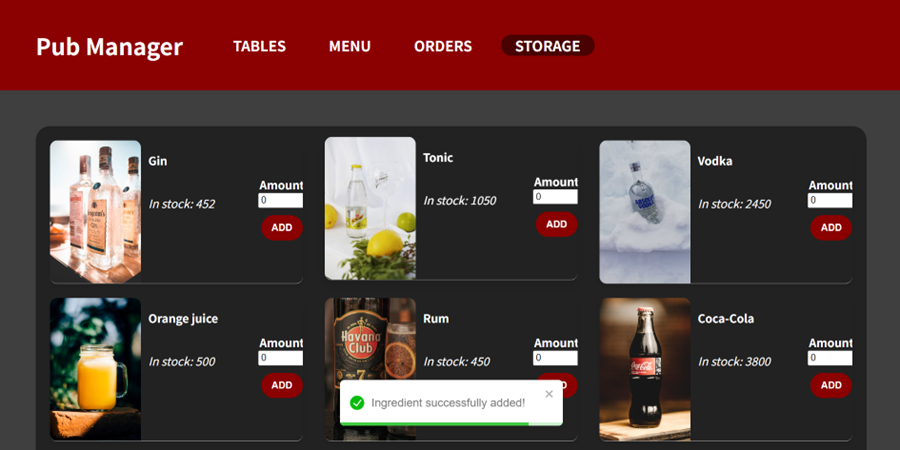 Pub Manager TABLES MENU ORDERS STORAGE
Gin
Amount
0
In stock: 452
ADD
Tonic
Amount
0
In stock: 1050
ADD
Vodka
Amount
0
In stock: 2450
ADD
Orange juice
Amount
0
In stock: 500
ADD
Havana
Club
7
Rum
Amount
0
In stock: 450
Coca-Cola
Amount
0
In stock: 3800
ADD
Ingredient successfully added!